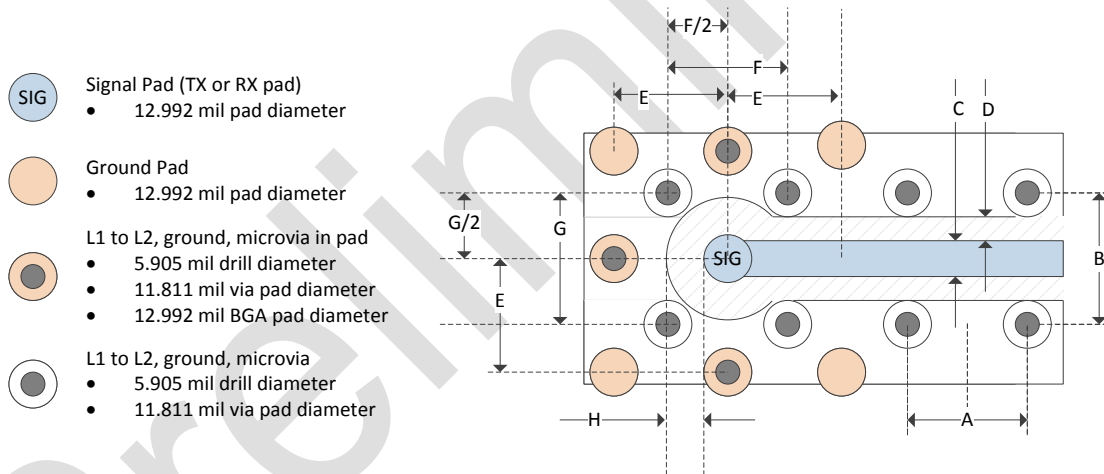 SIG
Signal Pad (TX or RX pad)
• 12.992 mil pad diameter
Ground Pad
• 12.992 mil pad diameter
L1 to L2, ground, microvia in pad
• 5.905 mil drill diameter
• 11.811 mil via pad diameter
• 12.992 mil BGA pad diameter
L1 to L2, ground, microvia
• 5.905 mil drill diameter
• 11.811 mil via pad diameter
F/2
F
E
E
C
D
G/2
G
B
SIG
E
H
A
relim